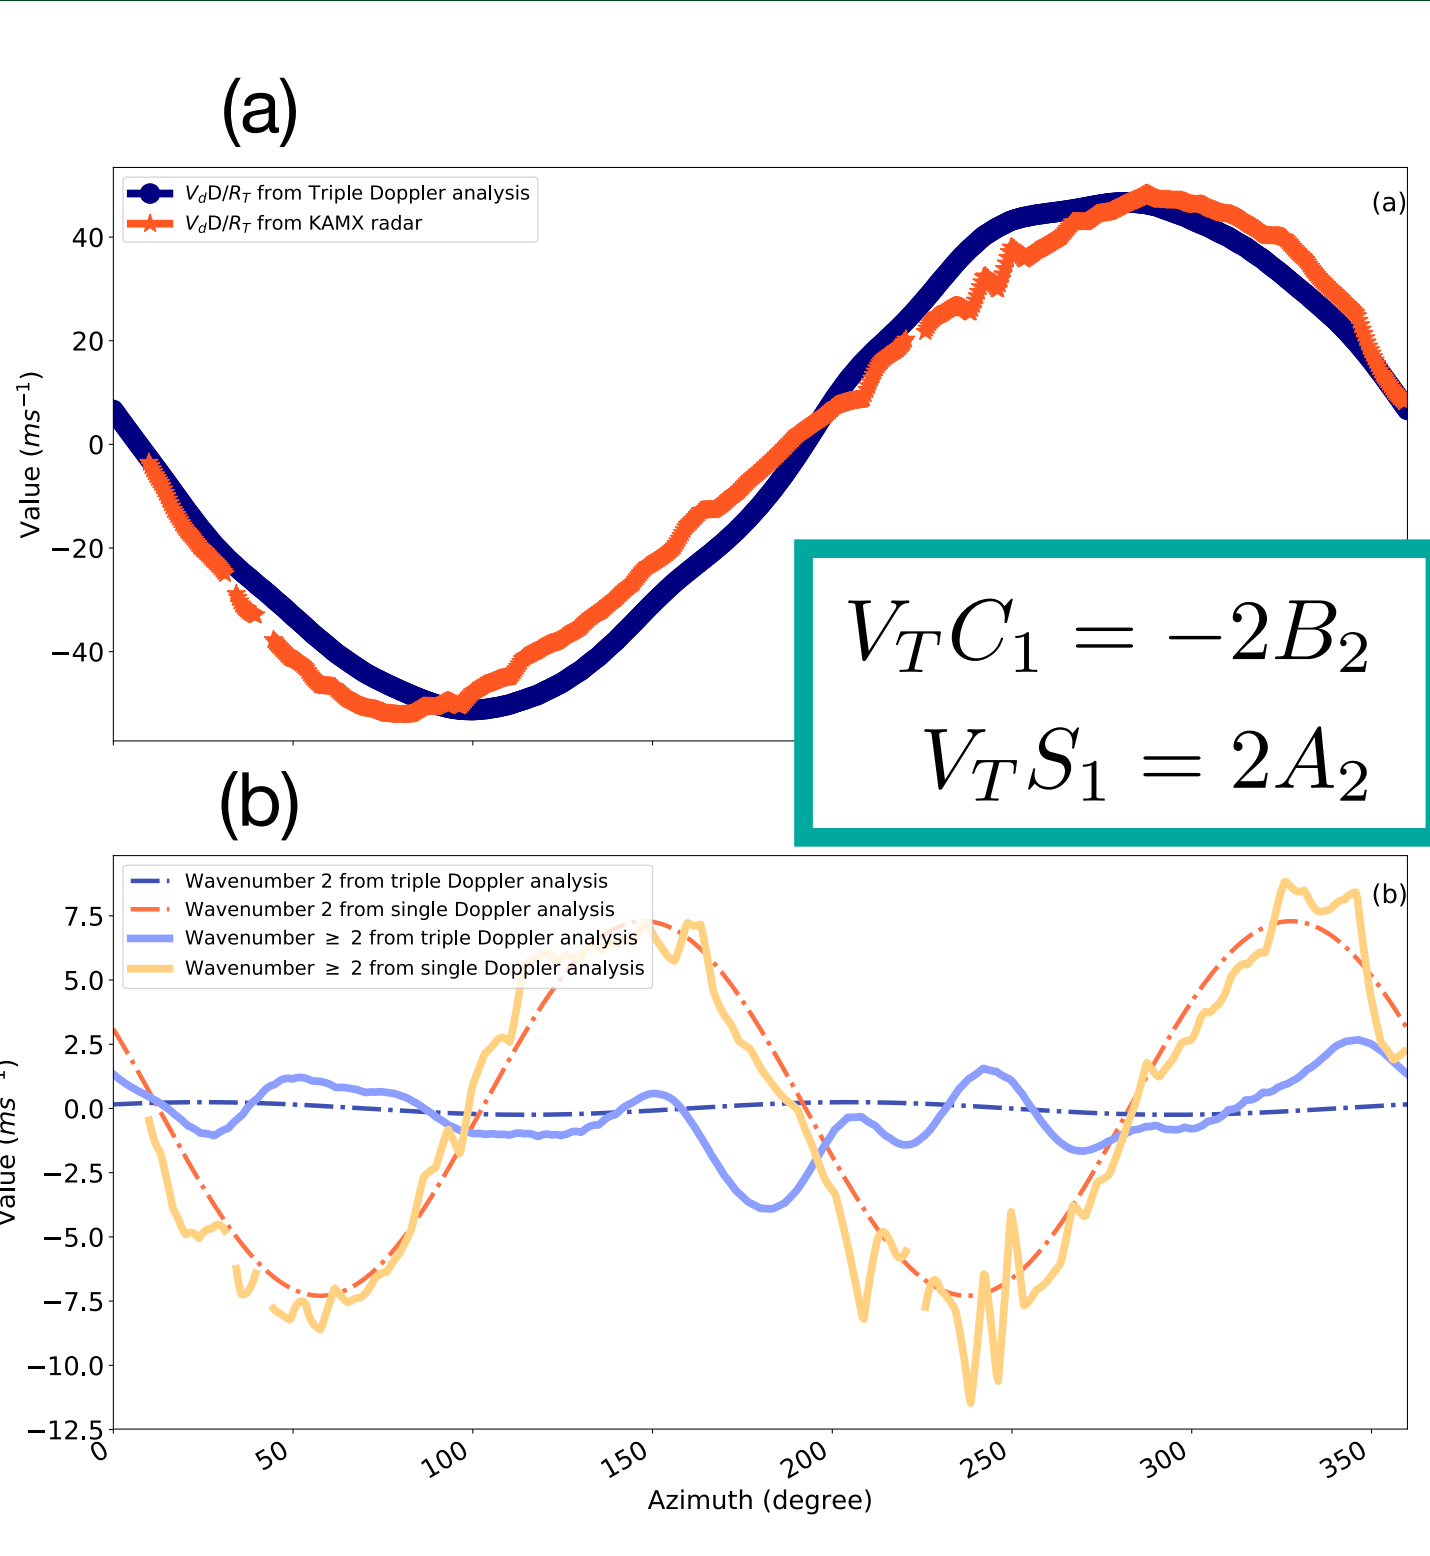 (a)
V_dD/R_T from Triple Doppler analysis
V_dD/R_T from KAMX radar
(a)
40
20
0
−20
−40
Value (ms⁻¹)
V_T C_1 = −2B_2
V_T S_1 = 2A_2
(b)
Wavenumber 2 from triple Doppler analysis
Wavenumber 2 from single Doppler analysis
Wavenumber ≥ 2 from triple Doppler analysis
Wavenumber ≥ 2 from single Doppler analysis
(b)
7.5
5.0
2.5
0.0
−2.5
−5.0
−7.5
−10.0
−12.5
Value (ms⁻¹)
0 50 100 150 200 250 300 350
Azimuth (degree)